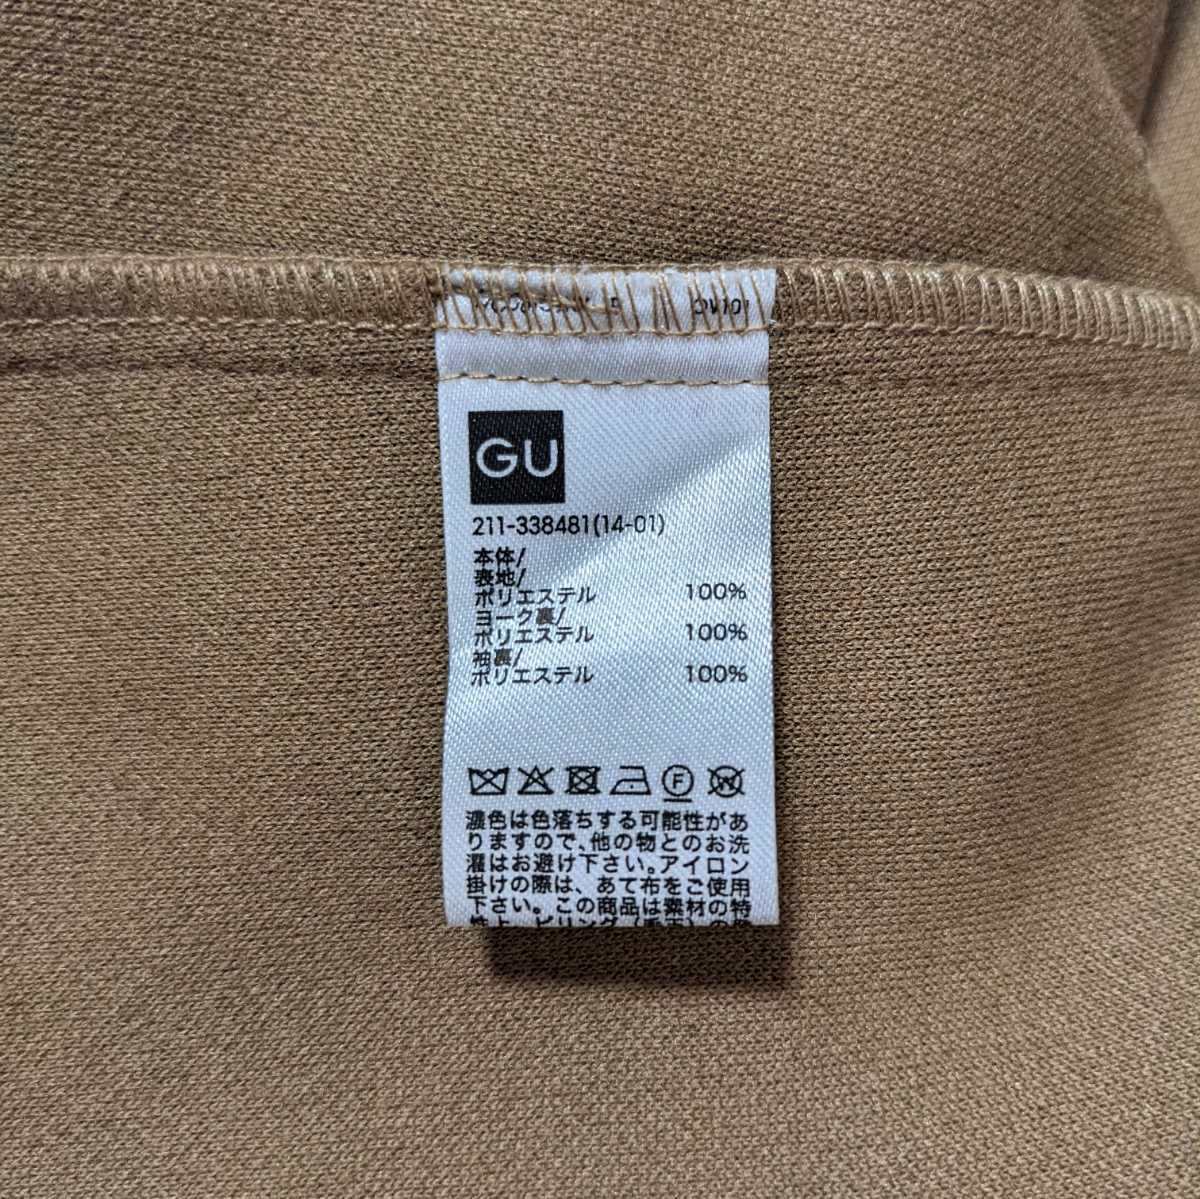 GU
211-338481(14-01)
本体/
表地/
ポリエステル 100%
ヨーク裏/
ポリエステル 100%
袖裏/
ポリエステル 100%
F W
濃色は色落ちする可能性があ
りますので、他の物とのお洗
濯はお避け下さい。アイロン
掛けの際は、あて布をご使用
下さい。この商品は素材の特